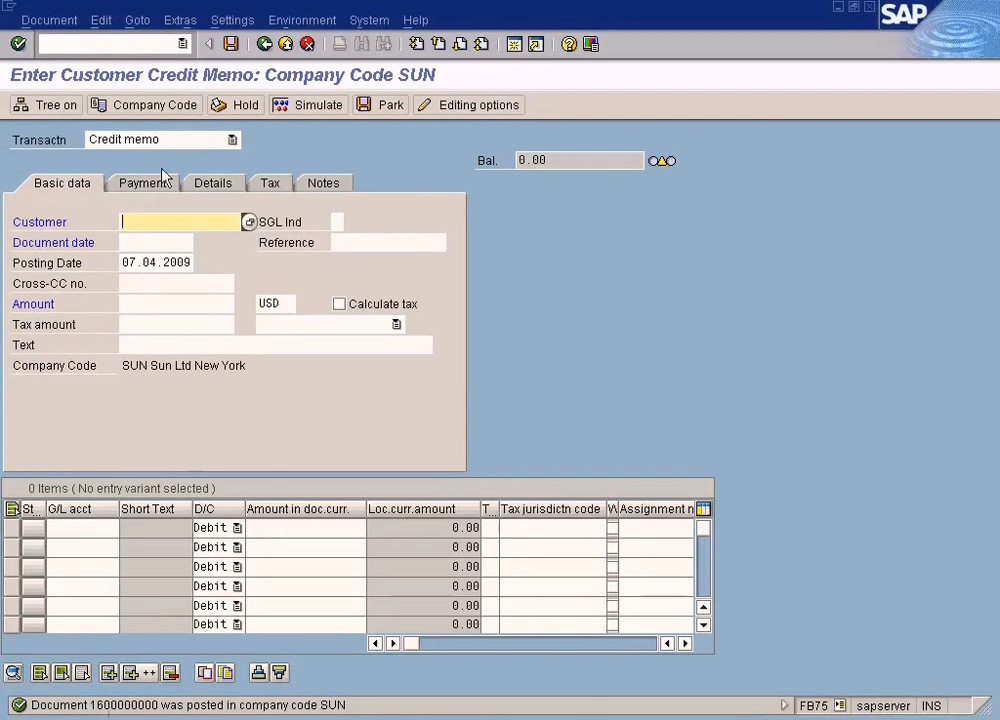 Document Edit Goto Extras Settings Environment System Help
SAP
Enter Customer Credit Memo: Company Code SUN
Tree on Company Code Hold Simulate Park Editing options
Transactn Credit memo
Bal. 0.00
Basic data Payment Details Tax Notes
Customer SGL Ind
Document date Reference
Posting Date 07.04.2009
Cross-CC no.
Amount USD Calculate tax
Tax amount
Text
Company Code SUN Sun Ltd New York
0 Items ( No entry variant selected )
St... G/L acct Short Text D/C Amount in doc.curr. Loc.curr.amount T... Tax jurisdictn code W Assignment n
Debit 0.00
Debit 0.00
Debit 0.00
Debit 0.00
Debit 0.00
Debit 0.00
Document 1600000000 was posted in company code SUN FB75 sapserver INS